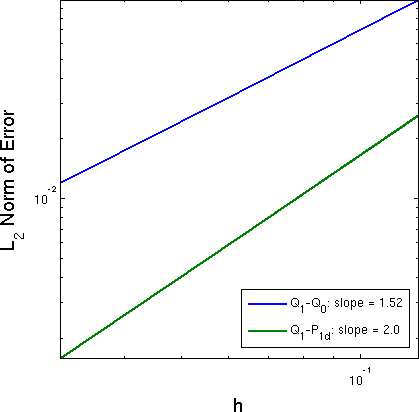 L₂ Norm of Error
10⁻²
Q₁-Q₀: slope = 1.52
Q₁-P₁d: slope = 2.0
10⁻¹
h